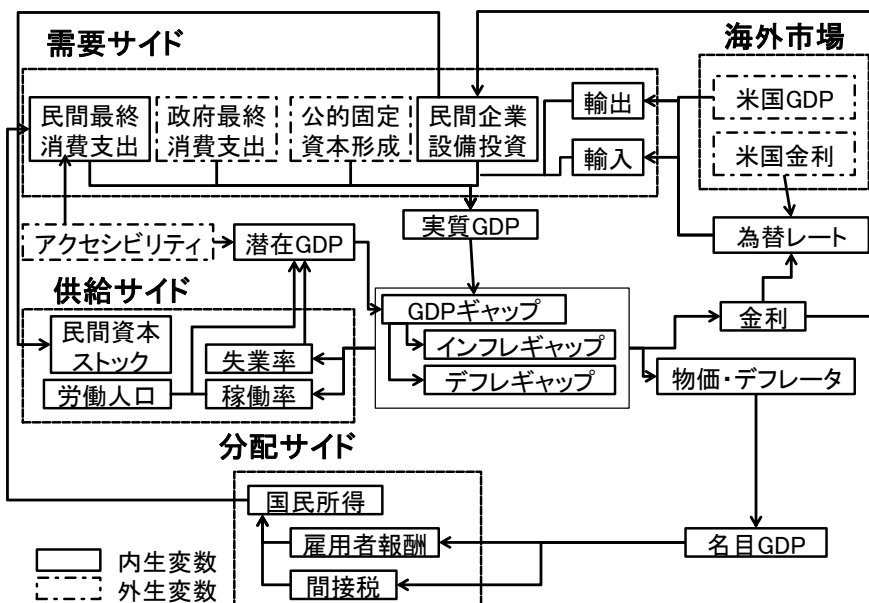 需要サイド
海外市場
民間最終
消費支出
政府最終
消費支出
公的固定
資本形成
民間企業
設備投資
輸出
輸入
米国GDP
米国金利
アクセシビリティ
潜在GDP
実質GDP
為替レート
供給サイド
民間資本
ストック
労働人口
失業率
稼働率
GDPギャップ
インフレギャップ
デフレギャップ
金利
物価・デフレータ
分配サイド
国民所得
雇用者報酬
間接税
名目GDP
内生変数
外生変数